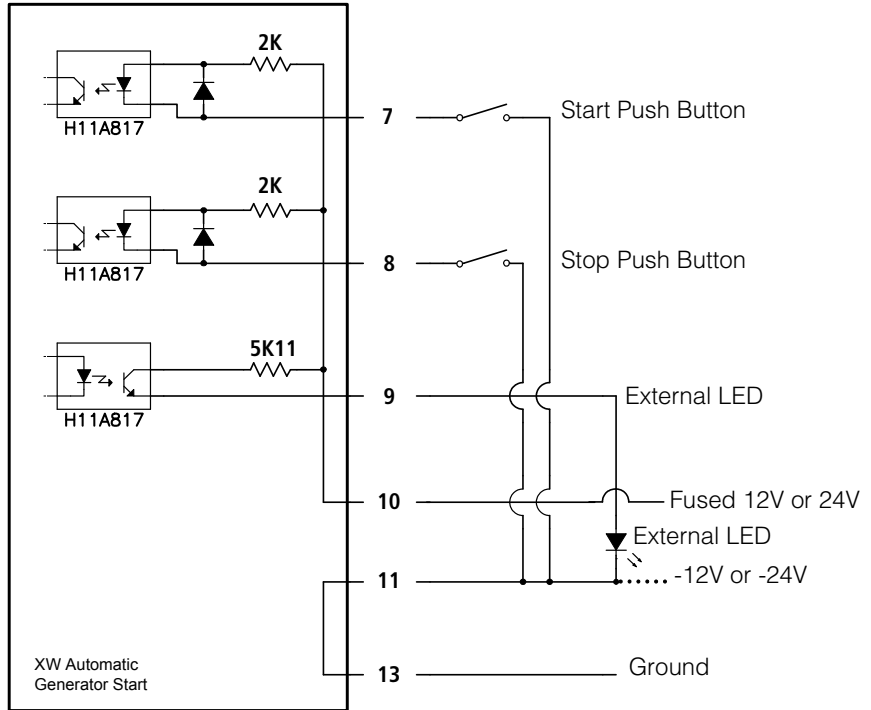 2K
H11A817
7
Start Push Button
2K
H11A817
8
Stop Push Button
5K11
H11A817
9
External LED
10
Fused 12V or 24V
External LED
11
-12V or -24V
XW Automatic
Generator Start
13
Ground